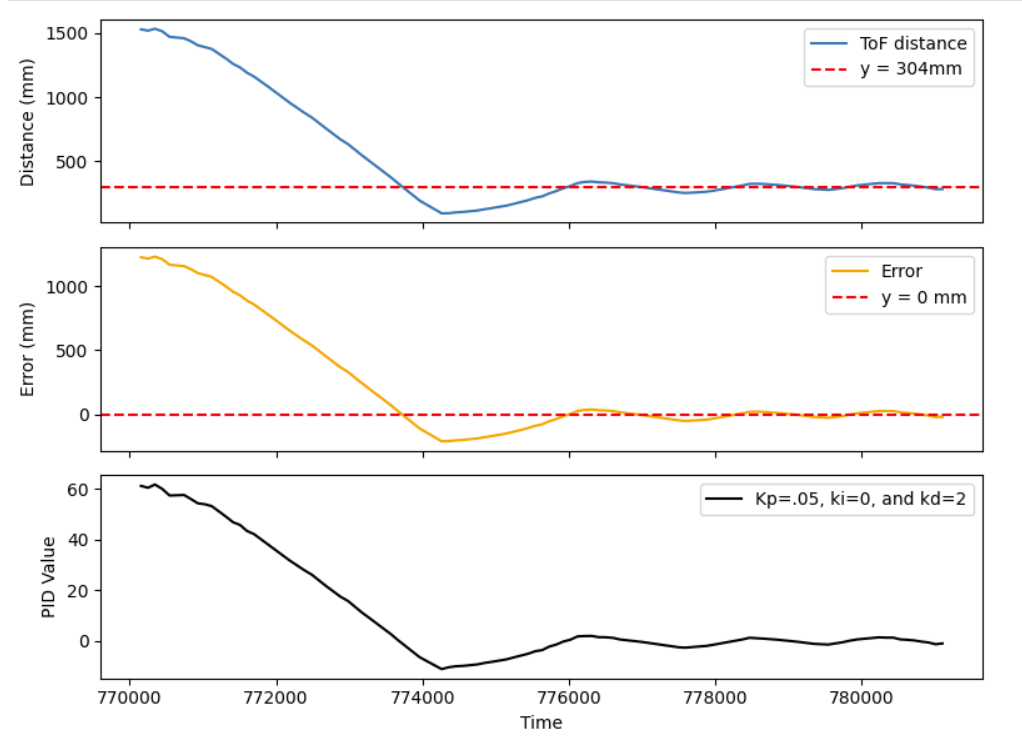 1500
1000
500
Distance (mm)
ToF distance
y = 304mm
1000
500
0
Error (mm)
Error
y = 0 mm
60
40
20
0
PID Value
Kp=.05, ki=0, and kd=2
770000 772000 774000 776000 778000 780000
Time